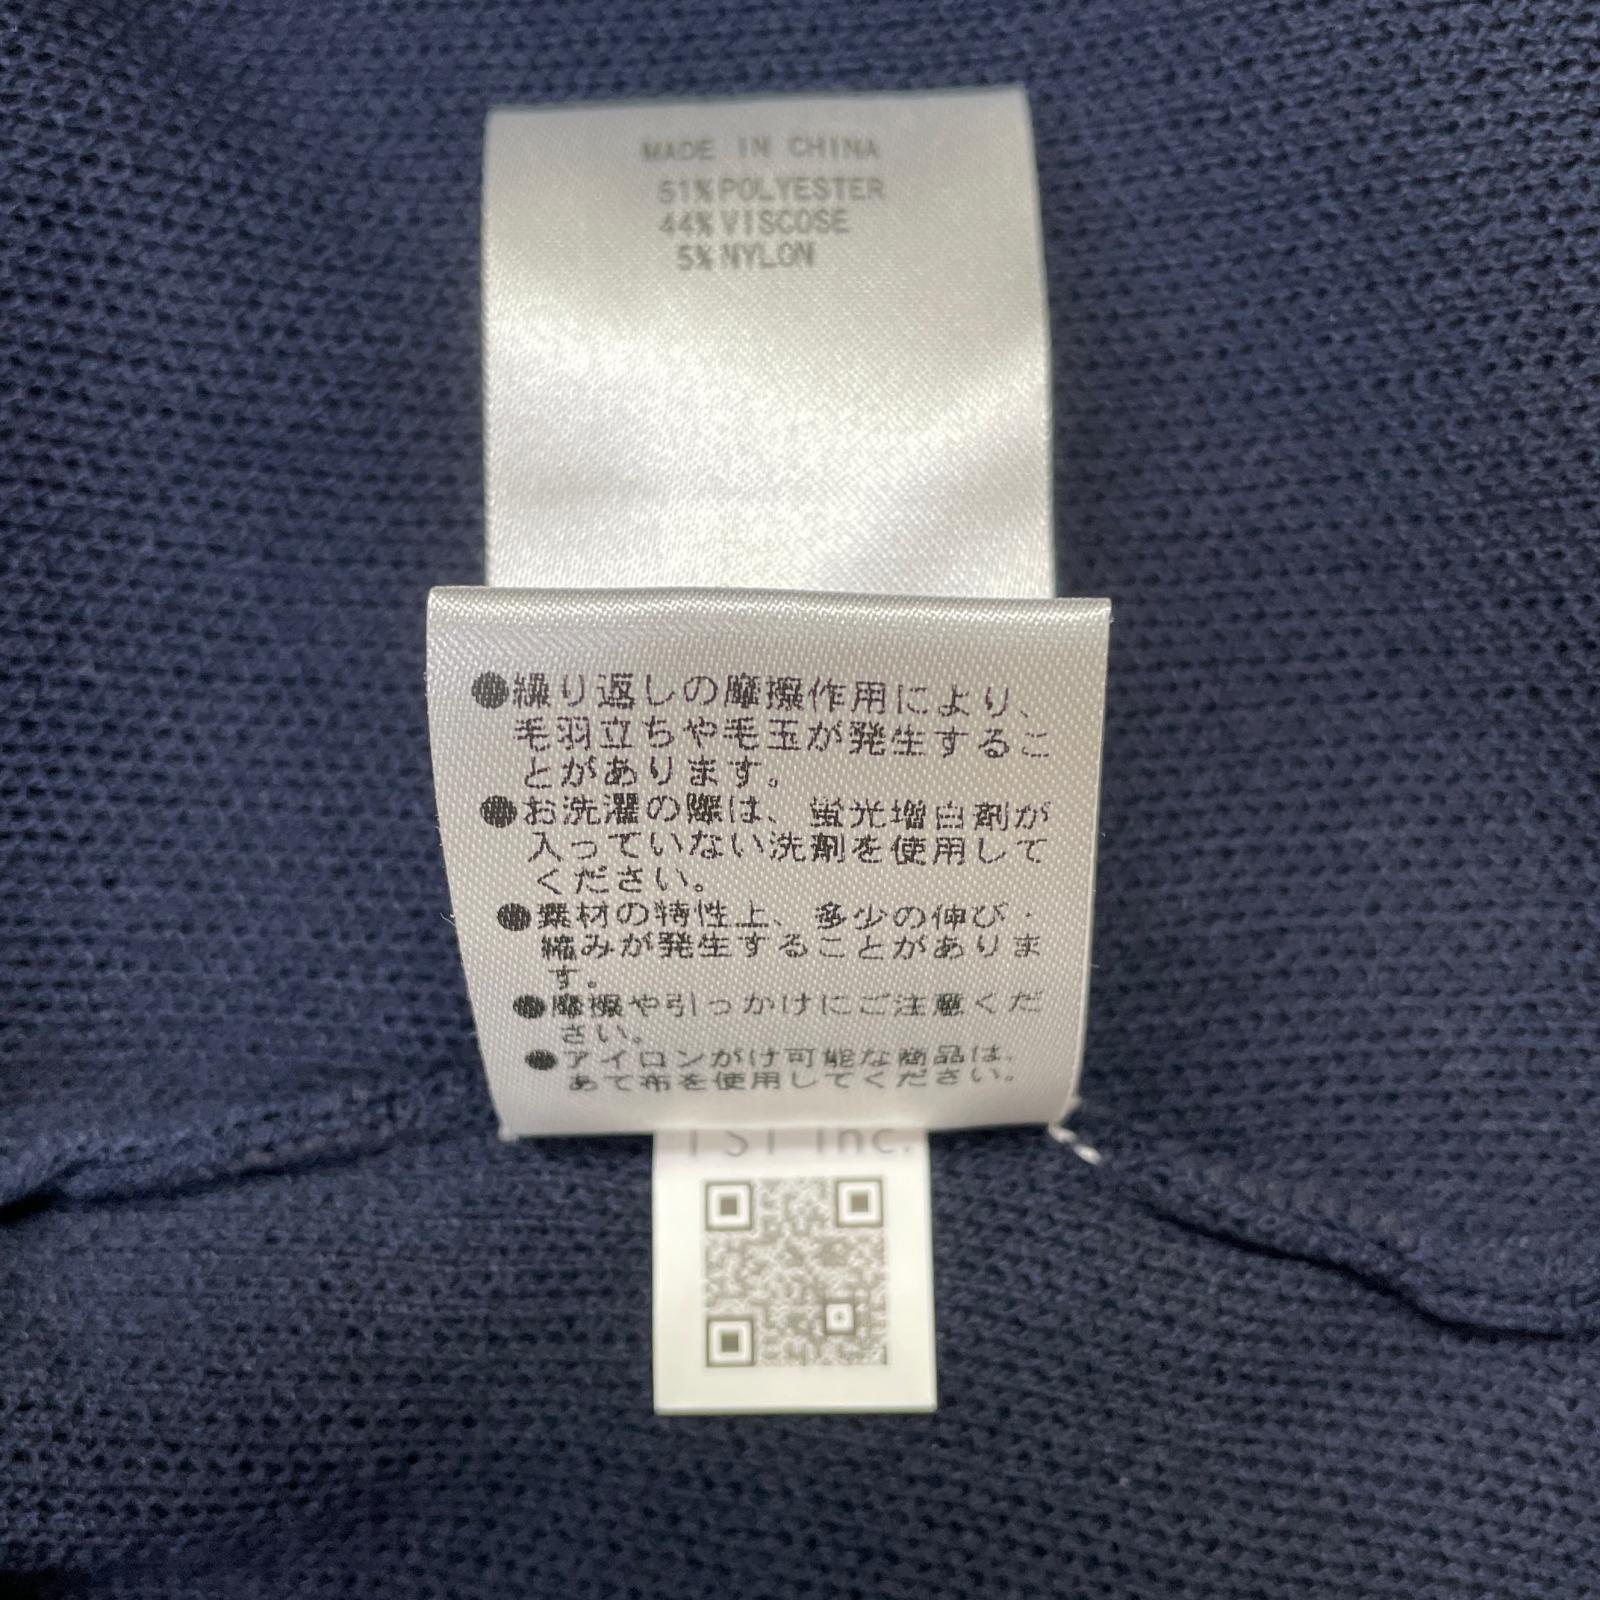 MADE IN CHINA
51% POLYESTER
44% VISCOSE
5% NYLON
●繰り返しの摩擦作用により、
毛羽立ちや毛玉が発生するこ
とがあります。
●お洗濯の際は、蛍光増白剤が
入っていない洗剤を使用して
ください。
●素材の特性上、多少の伸び・
縮みが発生することがありま
す。
●摩擦や引っかけにご注意くだ
さい。
●アイロンがけ可能な商品は、
あて布を使用してください。
TSI Inc.